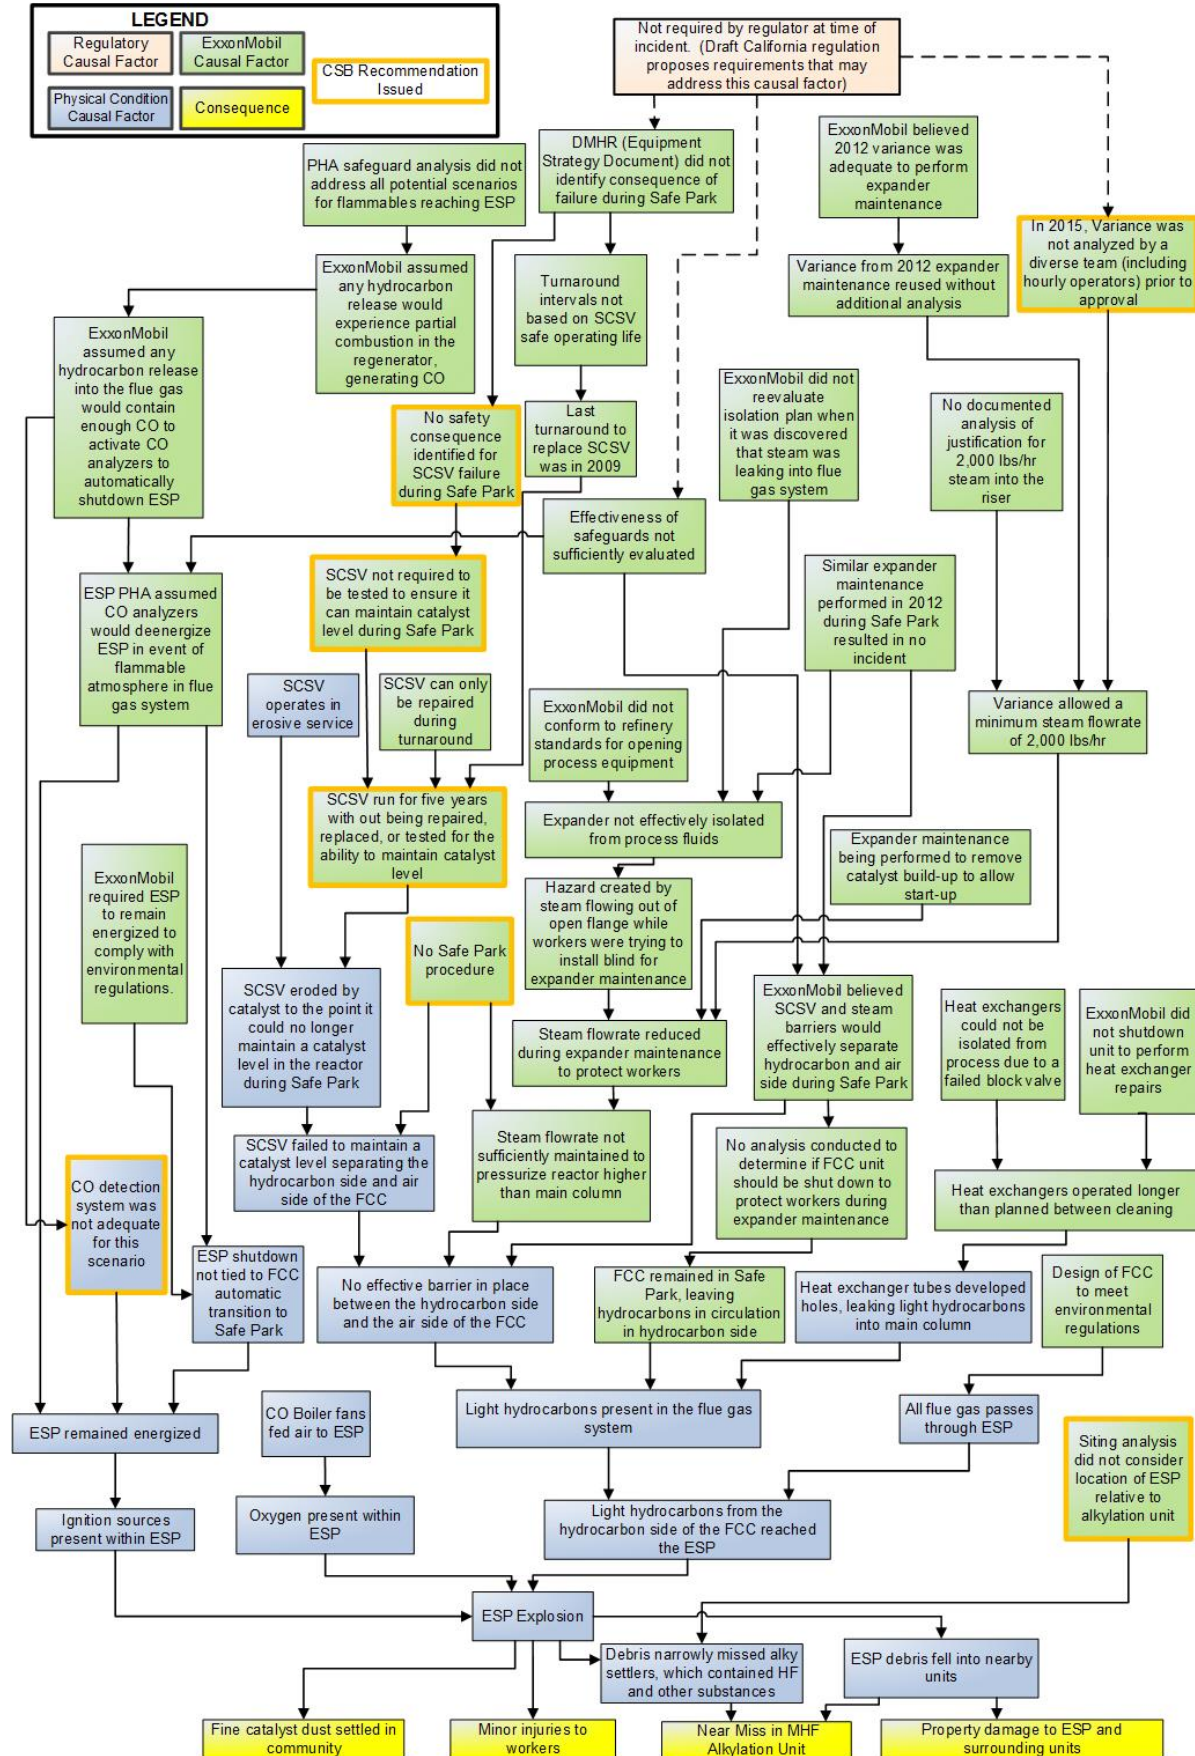 LEGEND
Regulatory
Causal Factor
ExxonMobil
Causal Factor
CSB Recommendation
Issued
Physical Condition
Causal Factor
Consequence
Not required by regulator at time of
incident. (Draft California regulation
proposes requirements that may
address this causal factor)
PHA safeguard analysis did not
address all potential scenarios
for flammables reaching ESP
DMHR (Equipment
Strategy Document) did not
identify consequence of
failure during Safe Park
ExxonMobil believed
2012 variance was
adequate to perform
expander
maintenance
In 2015, Variance was
not analyzed by a
diverse team (including
hourly operators) prior to
approval
ExxonMobil assumed
any hydrocarbon
release would
experience partial
combustion in the
regenerator,
generating CO
Turnaround
intervals not
based on SCSV
safe operating life
Variance from 2012 expander
maintenance reused without
additional analysis
ExxonMobil
assumed any
hydrocarbon release
into the flue gas
would contain
enough CO to
activate CO
analyzers to
automatically
shutdown ESP
No safety
consequence
identified for
SCSV failure
during Safe Park
Last
turnaround to
replace SCSV
was in 2009
ExxonMobil did not
reevaluate
isolation plan when
it was discovered
that steam was
leaking into flue
gas system
No documented
analysis of
justification for
2,000 lbs/hr
steam into the
riser
Effectiveness of
safeguards not
sufficiently evaluated
ESP PHA assumed
CO analyzers
would deenergize
ESP in event of
flammable
atmosphere in flue
gas system
SCSV not required to
be tested to ensure it
can maintain catalyst
level during Safe Park
Similar expander
maintenance
performed in 2012
during Safe Park
resulted in no
incident
SCSV
operates in
erosive service
SCSV can only
be repaired
during
turnaround
ExxonMobil did not
conform to refinery
standards for opening
process equipment
Variance allowed a
minimum steam flowrate
of 2,000 lbs/hr
SCSV run for five years
with out being repaired,
replaced, or tested for the
ability to maintain catalyst
level
Expander not effectively isolated
from process fluids
Expander maintenance
being performed to remove
catalyst build-up to allow
start-up
ExxonMobil
required ESP
to remain
energized to
comply with
environmental
regulations.
Hazard created by
steam flowing out of
open flange while
workers were trying to
install blind for
expander maintenance
No Safe Park
procedure
SCSV eroded by
catalyst to the point it
could no longer
maintain a catalyst
level in the reactor
during Safe Park
Steam flowrate reduced
during expander maintenance
to protect workers
ExxonMobil believed
SCSV and steam
barriers would
effectively separate
hydrocarbon and air
side during Safe Park
Heat exchangers
could not be
isolated from
process due to a
failed block valve
ExxonMobil did
not shutdown
unit to perform
heat exchanger
repairs
SCSV failed to maintain a
catalyst level separating the
hydrocarbon side and air
side of the FCC
Steam flowrate not
sufficiently maintained to
pressurize reactor higher
than main column
No analysis conducted to
determine if FCC unit
should be shut down to
protect workers during
expander maintenance
Heat exchangers operated longer
than planned between cleaning
CO detection
system was
not adequate
for this
scenario
ESP shutdown
not tied to FCC
automatic
transition to
Safe Park
No effective barrier in place
between the hydrocarbon side
and the air side of the FCC
FCC remained in Safe
Park, leaving
hydrocarbons in circulation
in hydrocarbon side
Heat exchanger tubes developed
holes, leaking light hydrocarbons
into main column
Design of FCC
to meet
environmental
regulations
ESP remained energized
CO Boiler fans
fed air to ESP
Light hydrocarbons present in the flue gas
system
All flue gas passes
through ESP
Siting analysis
did not consider
location of ESP
relative to
alkylation unit
Ignition sources
present within ESP
Oxygen present within
ESP
Light hydrocarbons from the
hydrocarbon side of the FCC reached
the ESP
ESP Explosion
Debris narrowly missed alky
settlers, which contained HF
and other substances
ESP debris fell into nearby
units
Fine catalyst dust settled in
community
Minor injuries to
workers
Near Miss in MHF
Alkylation Unit
Property damage to ESP and
surrounding units